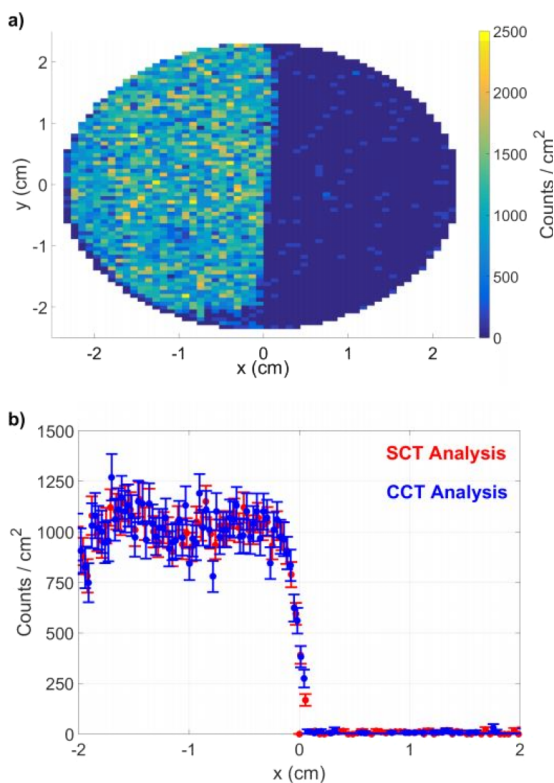 a)
2500
2
2000
1
1500
y (cm)
0
Counts / cm2
1000
-1
500
-2
0
-2 -1 0 1 2
x (cm)
b)
1500
SCT Analysis
1250
CCT Analysis
1000
Counts / cm2
750
500
250
0
-2 -1 0 1 2
x (cm)